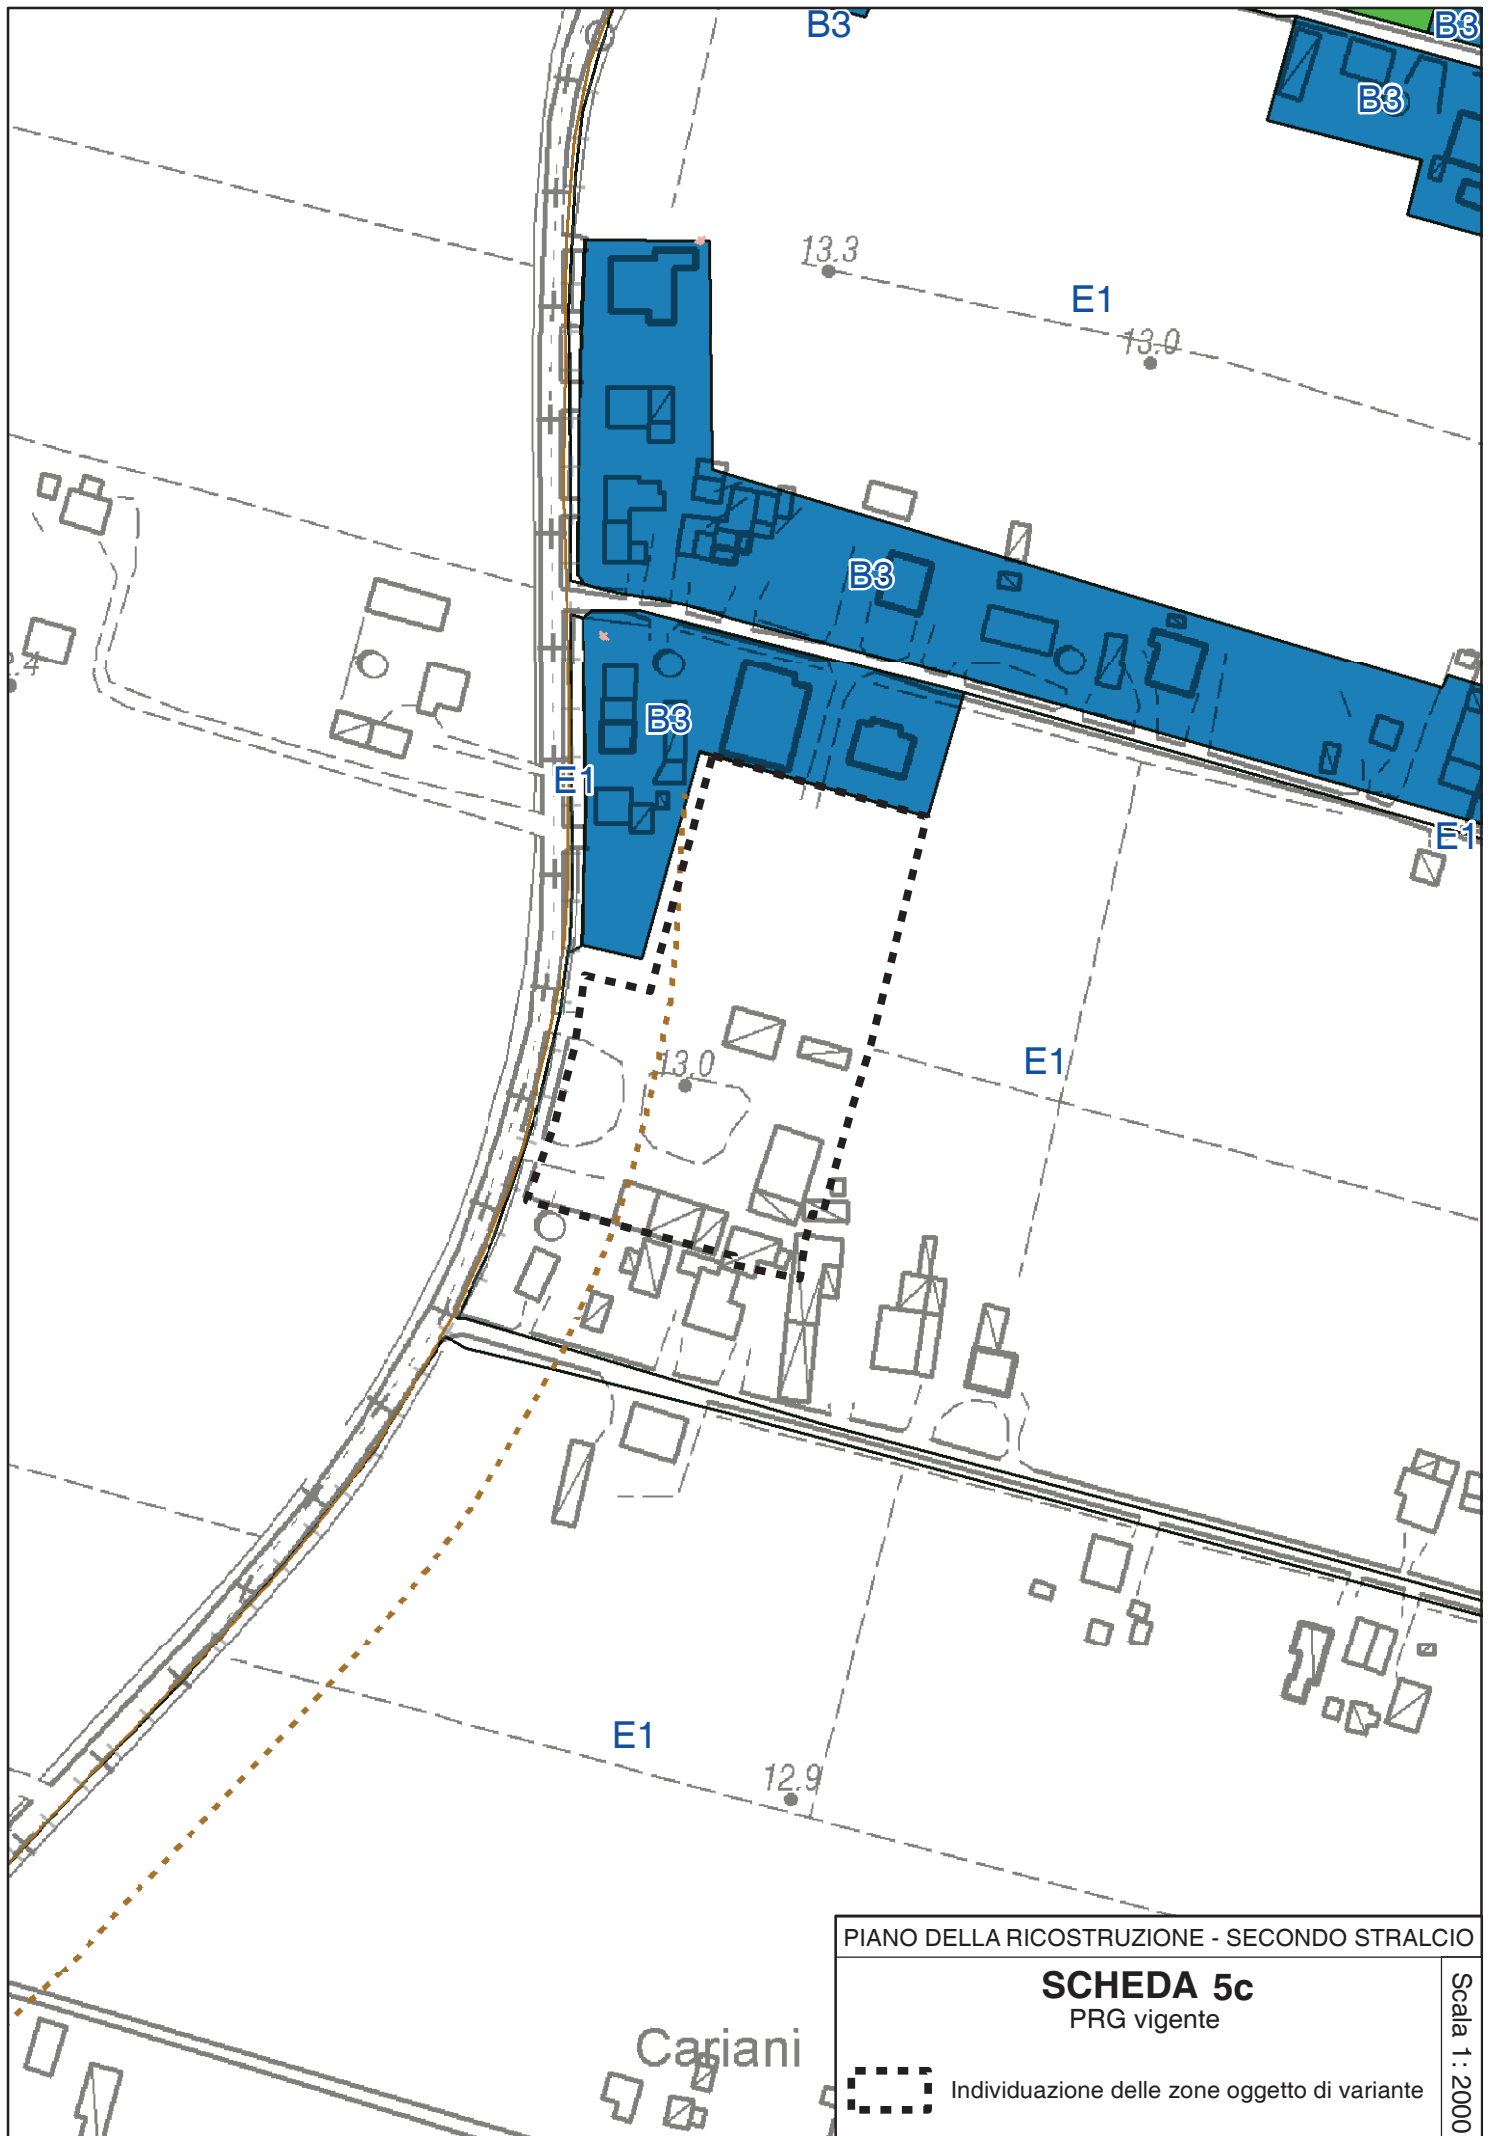 B3
B3
B3
13.3
E1
13.0
B3
.4
B3
E1
E1
13.0
E1
E1
12.9
Cariani
PIANO DELLA RICOSTRUZIONE - SECONDO STRALCIO
SCHEDA 5c
PRG vigente
Individuazione delle zone oggetto di variante
Scala 1: 2000